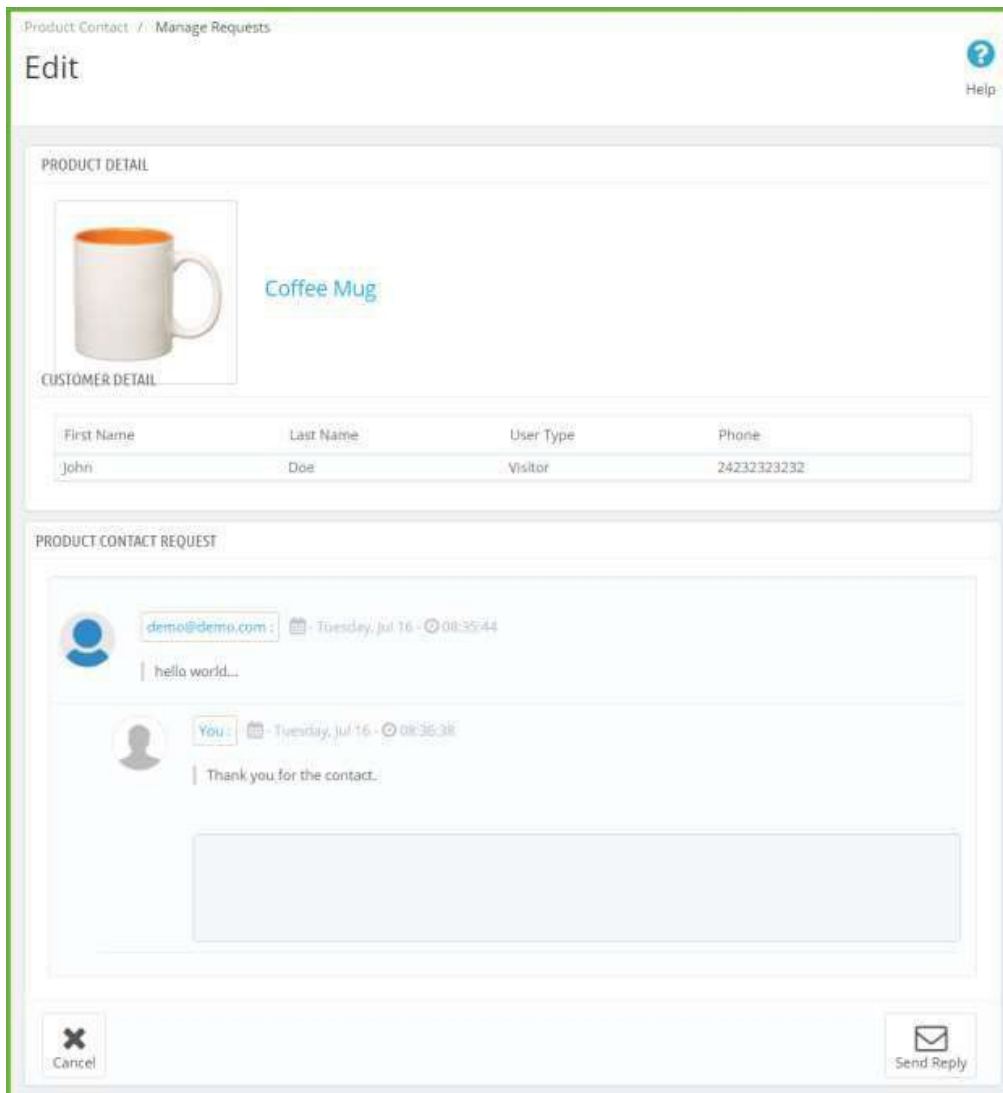 Product Contact / Manage Requests
Edit
Help
PRODUCT DETAIL
Coffee Mug
CUSTOMER DETAIL
First Name Last Name User Type Phone
John Doe Visitor 24232323232
PRODUCT CONTACT REQUEST
demo@demo.com : - Tuesday, Jul 16 - 08:35:44
hello world...
You : - Tuesday, Jul 16 - 08:36:38
Thank you for the contact.
Cancel
Send Reply